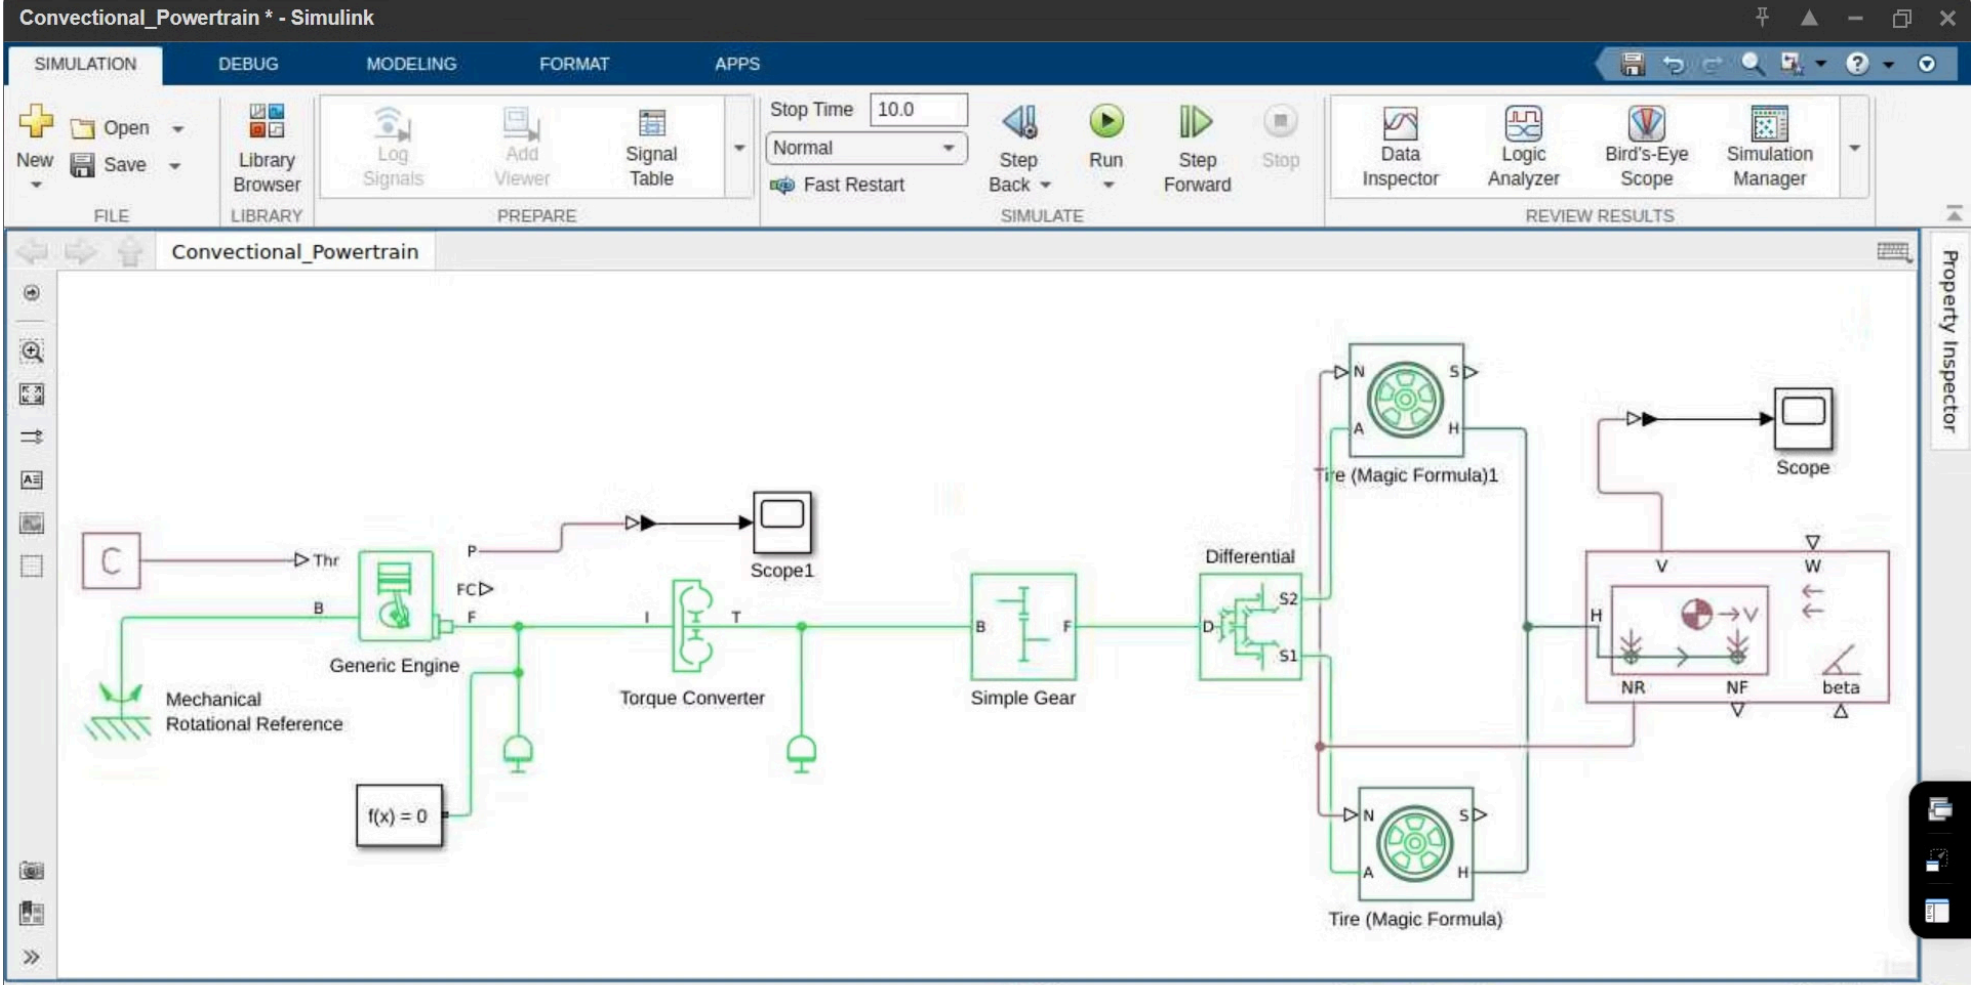 Convectional_Powertrain * - Simulink
SIMULATION
DEBUG
MODELING
FORMAT
APPS
New
Open
Save
FILE
Library
Browser
LIBRARY
Log
Signals
Add
Viewer
Signal
Table
PREPARE
Stop Time
10.0
Normal
Fast Restart
Step
Back
Run
Step
Forward
Stop
SIMULATE
Data
Inspector
Logic
Analyzer
Bird's-Eye
Scope
Simulation
Manager
REVIEW RESULTS
Convectional_Powertrain
Property Inspector
C
Thr
B
P
FC
F
Generic Engine
Mechanical
Rotational Reference
f(x) = 0
Scope1
I
T
Torque Converter
B
F
Simple Gear
Differential
D
S2
S1
N
S
A
H
Tire (Magic Formula)1
N
S
A
H
Tire (Magic Formula)
Scope
V
W
H
V
NR
NF
beta